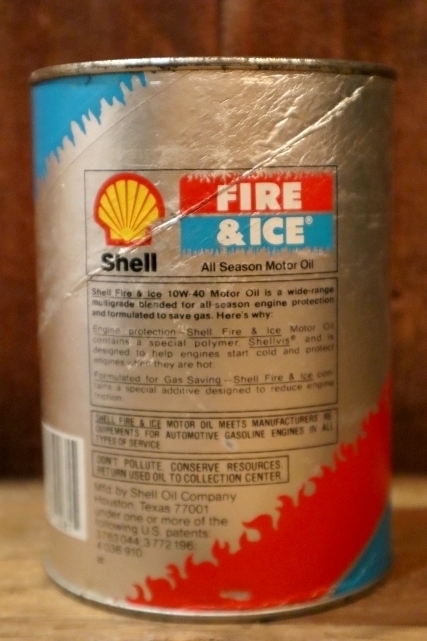 FIRE
& ICE®
Shell
All Season Motor Oil
Shell Fire & Ice 10W-40 Motor Oil is a wide-range
multigrade blended for all-season engine protection
and formulated to save gas. Here's why:
Engine protection—Shell Fire & Ice Motor Oil
contains a special polymer, Shellvis® and is
designed to help engines start cold and protect
engines when they are hot.
Formulated for Gas Saving—Shell Fire & Ice con-
tains a special additive designed to reduce engine
friction.
SHELL FIRE & ICE MOTOR OIL MEETS MANUFACTURERS RE-
QUIREMENTS FOR AUTOMOTIVE GASOLINE ENGINES IN ALL
TYPES OF SERVICE
DON'T POLLUTE. CONSERVE RESOURCES.
RETURN USED OIL TO COLLECTION CENTER.
Mfd. by Shell Oil Company
Houston, Texas 77001
under one or more of the
following U.S. patents:
3783044; 3772196;
4036910